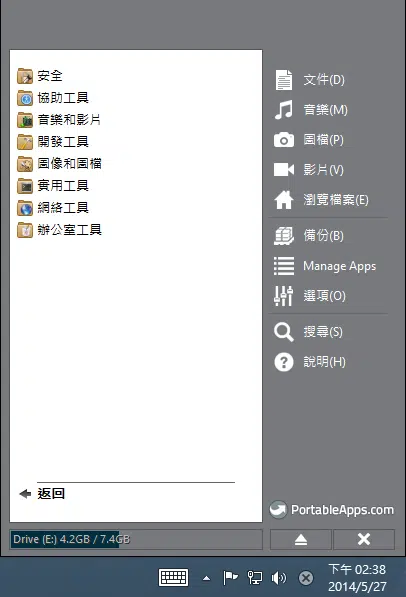 安全
協助工具
音樂和影片
開發工具
圖像和圖檔
實用工具
網絡工具
辦公室工具
返回
Drive (E:) 4.2GB / 7.4GB
文件(D)
音樂(M)
圖檔(P)
影片(V)
瀏覽檔案(E)
備份(B)
Manage Apps
選項(O)
搜尋(S)
說明(H)
PortableApps.com
下午 02:38
2014/5/27